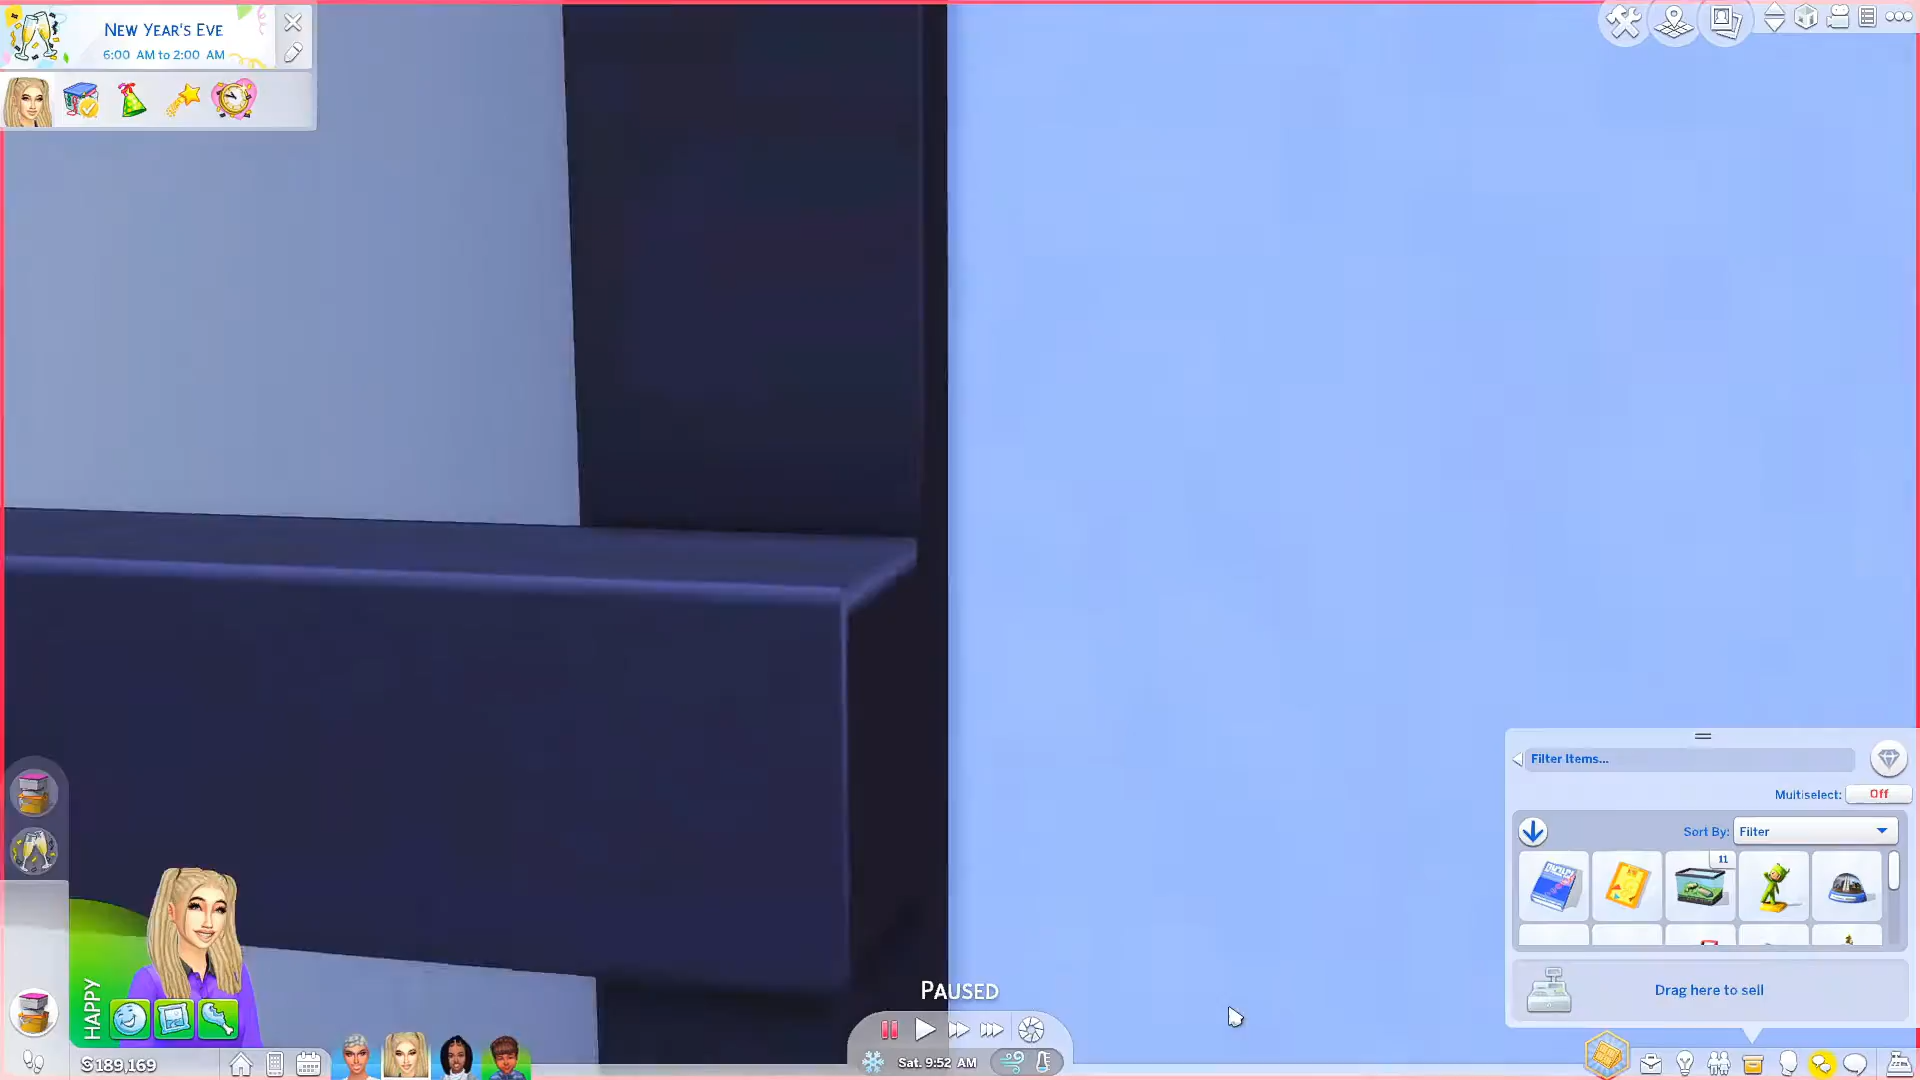 NEW YEAR'S EVE
6:00 AM to 2:00 AM
Filter Items...
Multiselect: Off
Sort By: Filter
11
Drag here to sell
HAPPY
PAUSED
§189,169
Sat. 9:52 AM